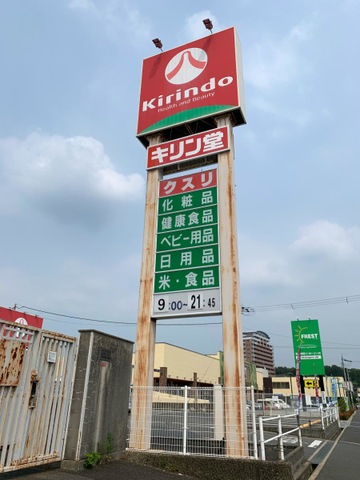 Kirindo
Health and Beauty
キリン堂
クスリ
化粧品
健康食品
ベビー用品
日用品
米・食品
9:00~21:45
FREST